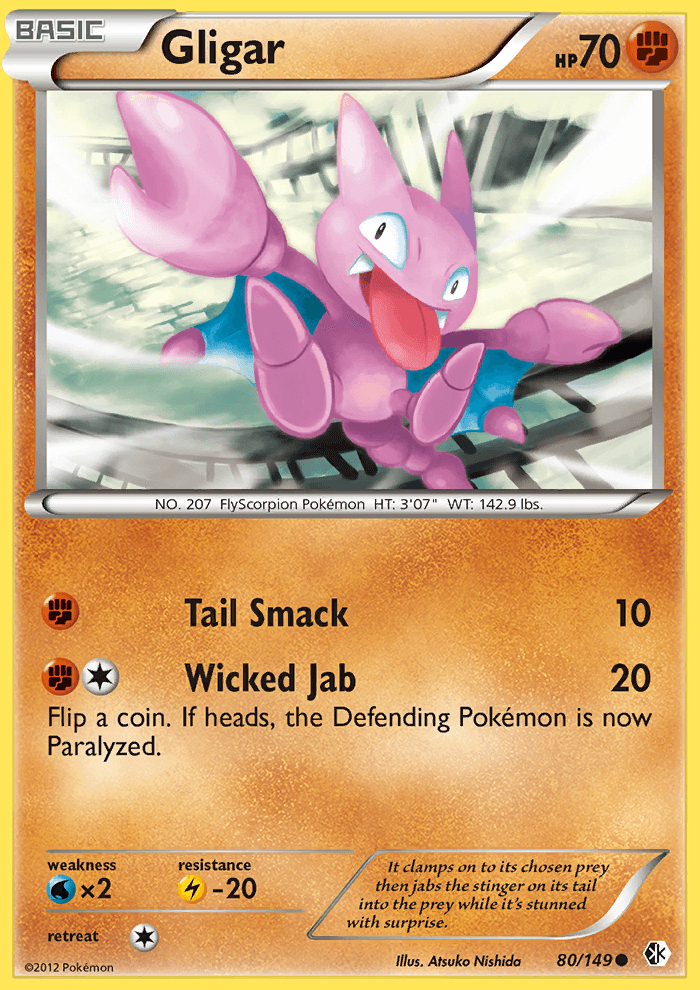 BASIC
Gligar
HP70
NO. 207 FlyScorpion Pokémon HT: 3'07" WT: 142.9 lbs.
Tail Smack 10
Wicked Jab 20
Flip a coin. If heads, the Defending Pokémon is now
Paralyzed.
weakness
×2
resistance
-20
retreat
It clamps on to its chosen prey
then jabs the stinger on its tail
into the prey while it's stunned
with surprise.
©2012 Pokémon
Illus. Atsuko Nishida
80/149